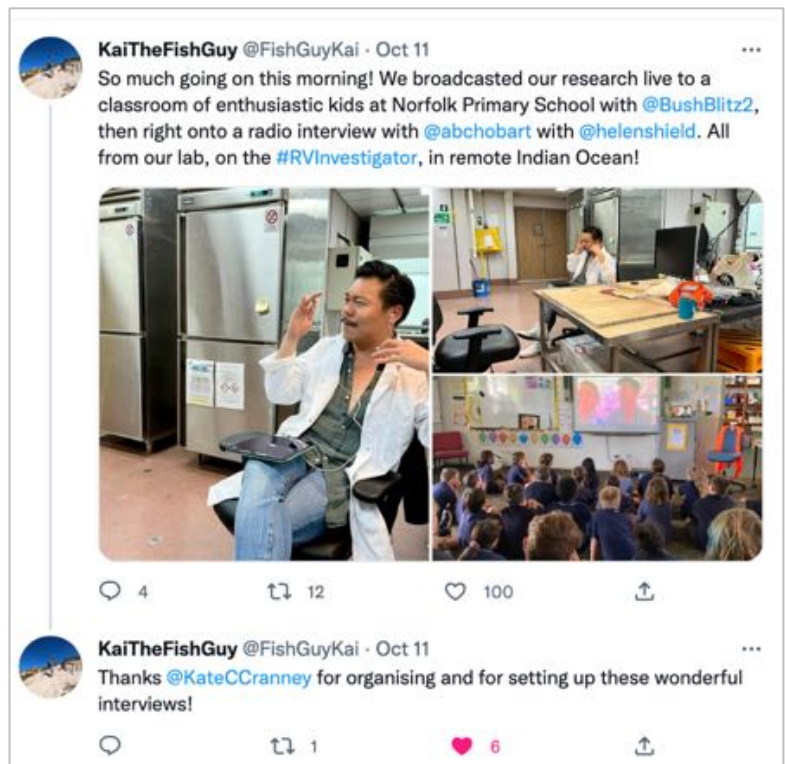 KaiTheFishGuy @FishGuyKai · Oct 11
So much going on this morning! We broadcasted our research live to a
classroom of enthusiastic kids at Norfolk Primary School with @BushBlitz2,
then right onto a radio interview with @abchobart with @helenshield. All
from our lab, on the #RVInvestigator, in remote Indian Ocean!
4
12
100
KaiTheFishGuy @FishGuyKai · Oct 11
Thanks @KateCCranney for organising and for setting up these wonderful
interviews!
1
6